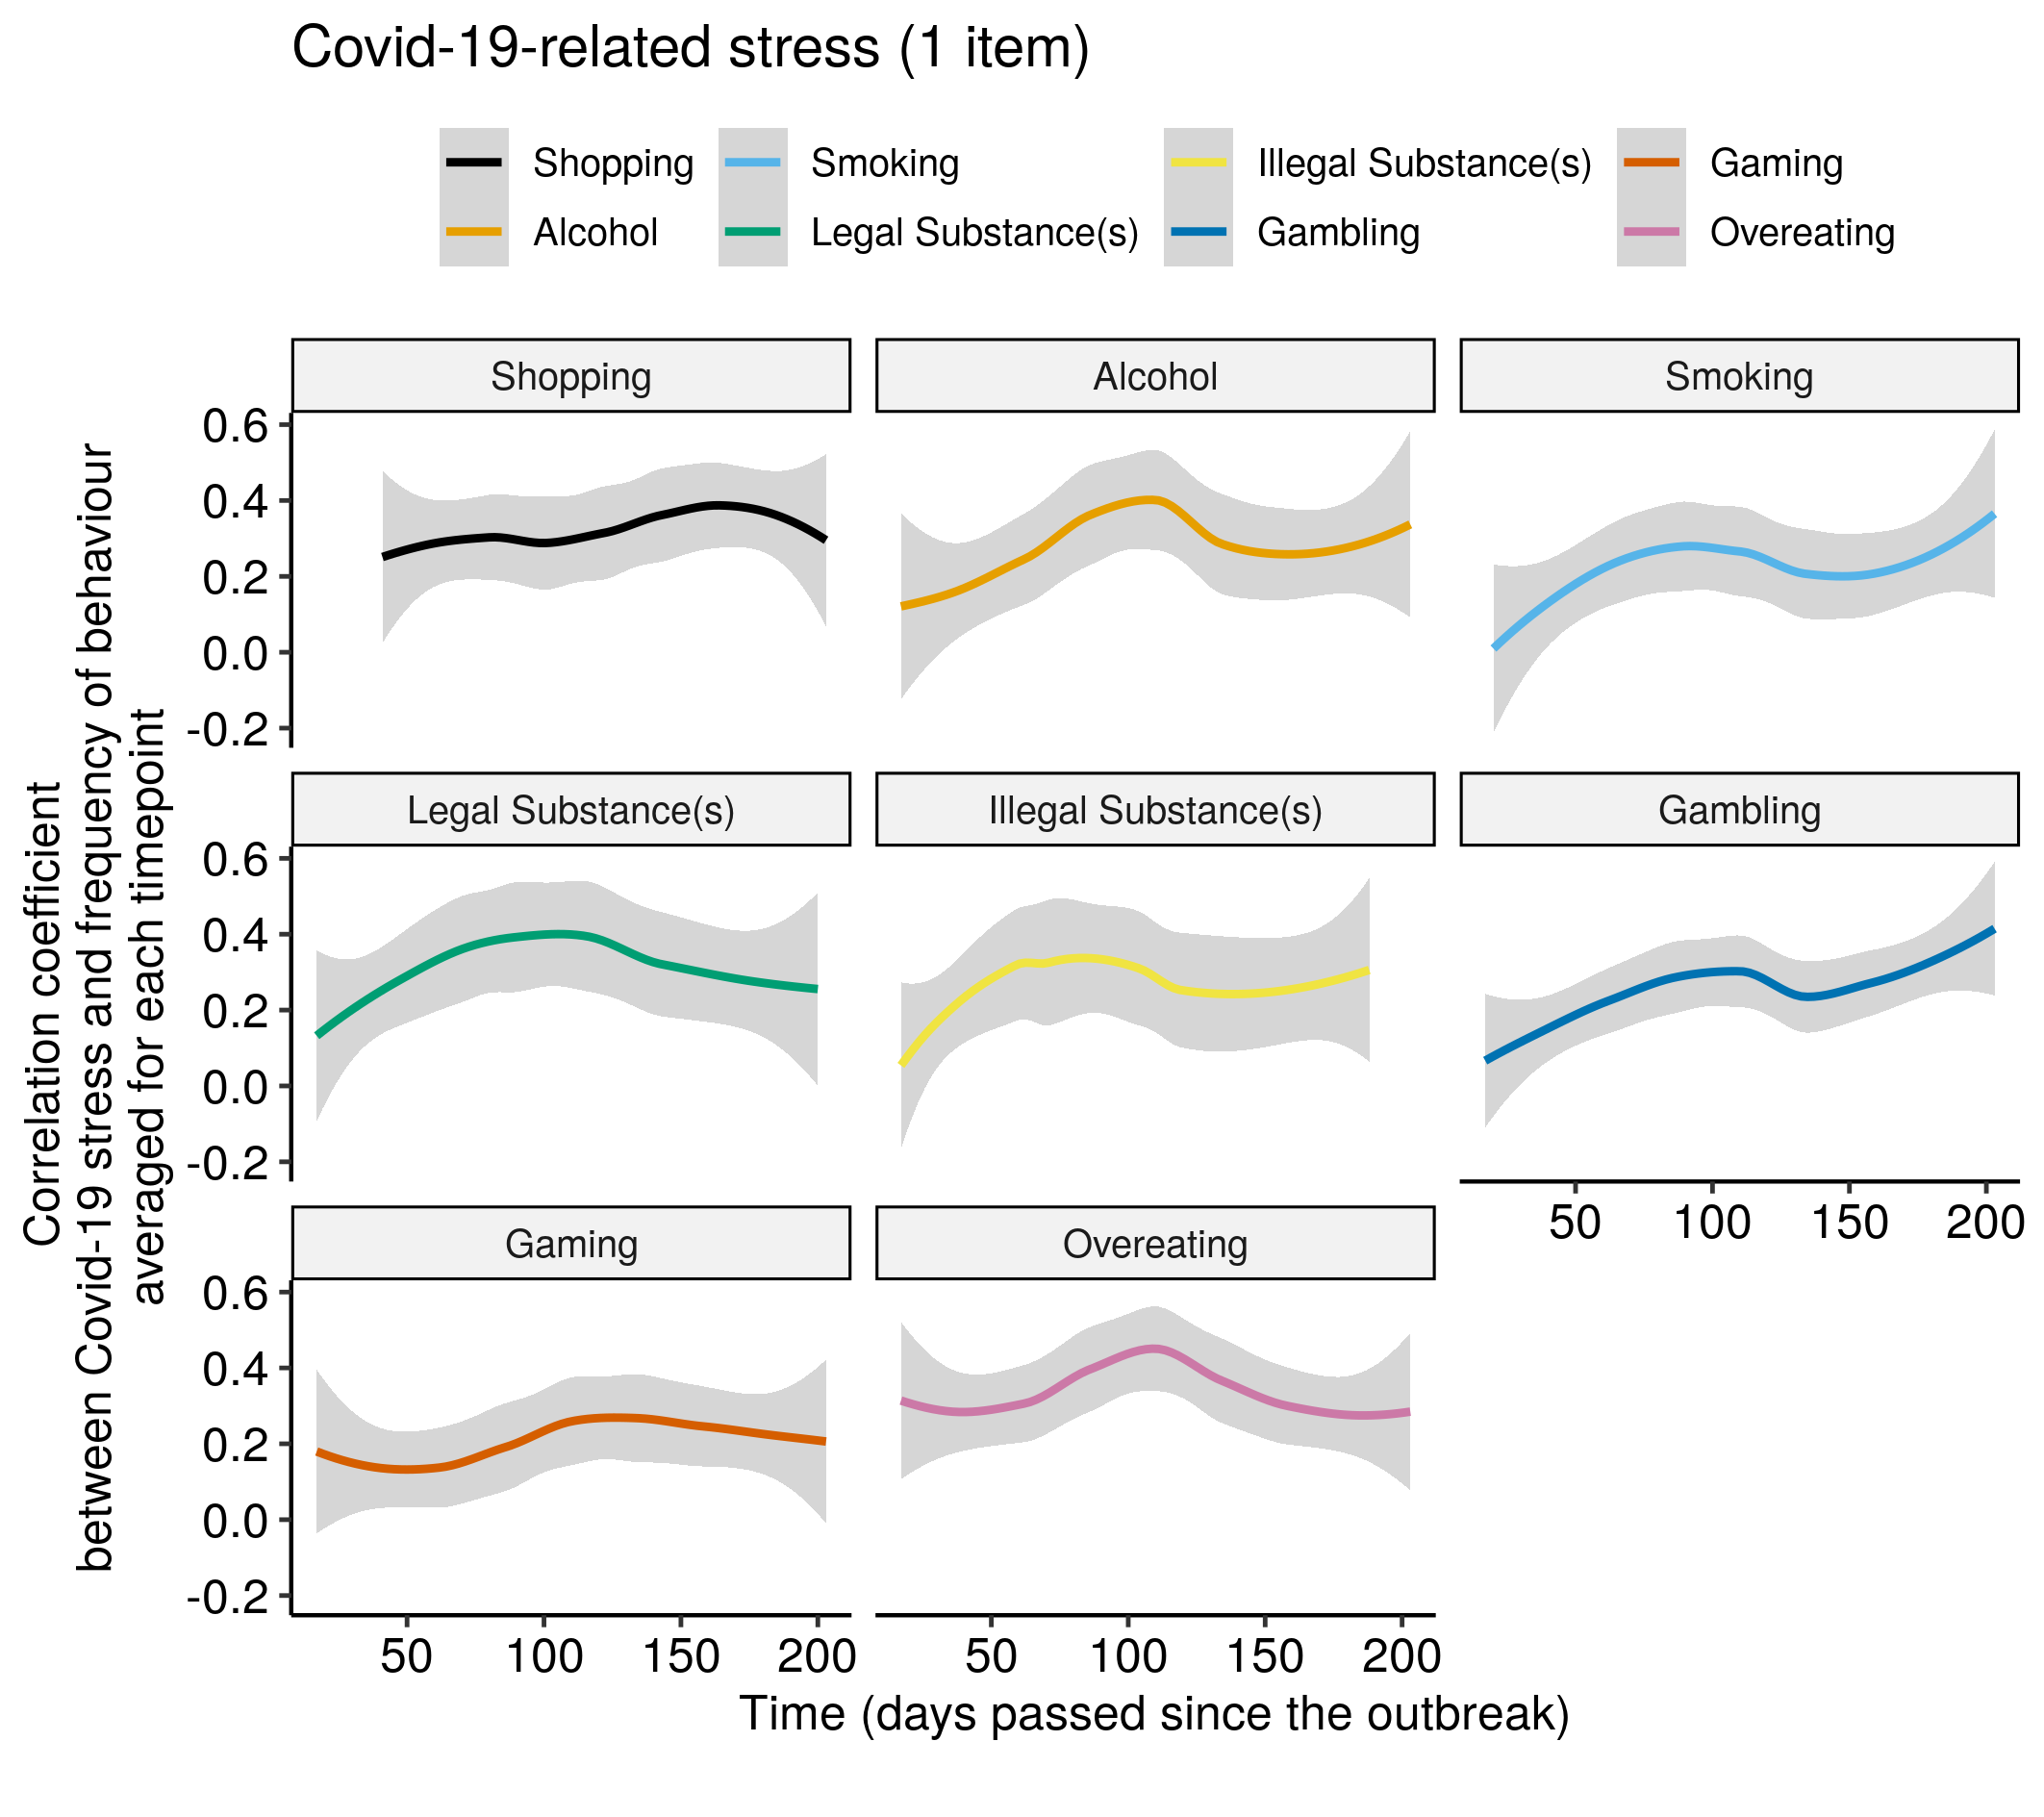 Covid-19-related stress (1 item)
Shopping
Smoking
Illegal Substance(s)
Gaming
Alcohol
Legal Substance(s)
Gambling
Overeating
Correlation coefficient
between Covid-19 stress and frequency of behaviour
averaged for each timepoint
Shopping
Alcohol
Smoking
0.6
0.4
0.2
0.0
-0.2
Legal Substance(s)
Illegal Substance(s)
Gambling
0.6
0.4
0.2
0.0
-0.2
50 100 150 200
Gaming
Overeating
0.6
0.4
0.2
0.0
-0.2
50 100 150 200
50 100 150 200
Time (days passed since the outbreak)